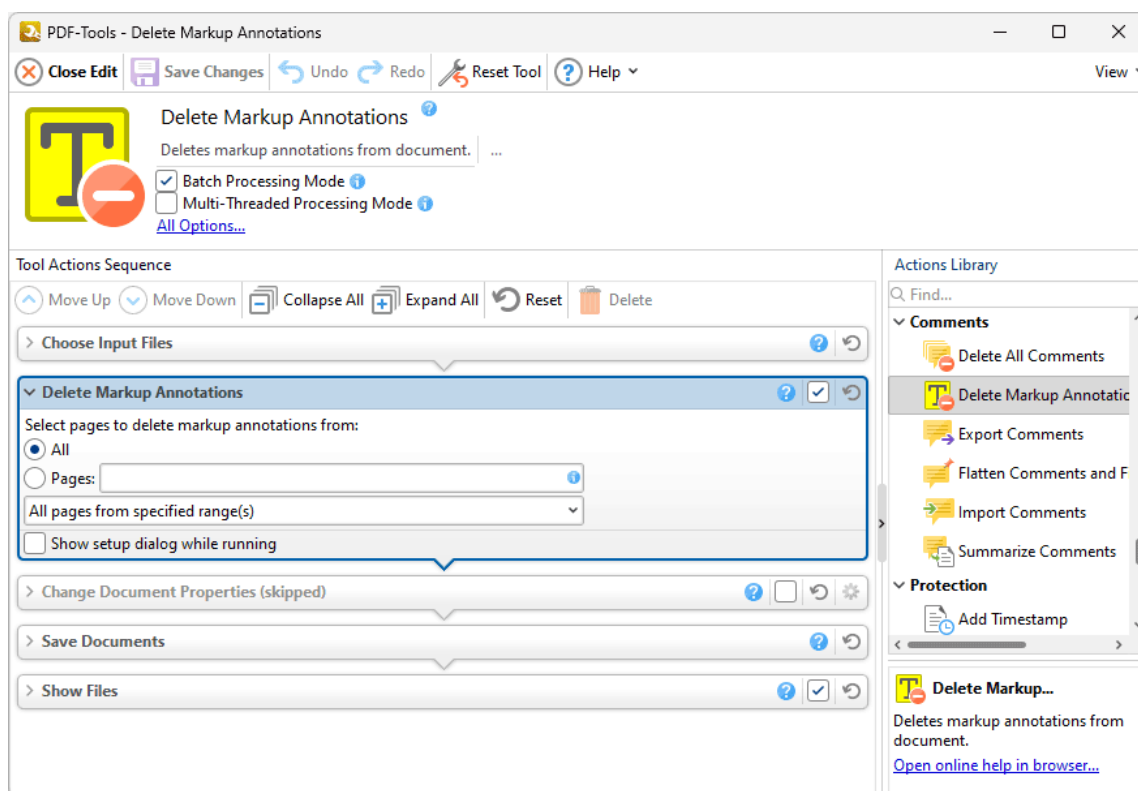 PDF-Tools - Delete Markup Annotations
Close Edit Save Changes Undo Redo Reset Tool Help View
Delete Markup Annotations
Deletes markup annotations from document. ...
Batch Processing Mode
Multi-Threaded Processing Mode
All Options...
Tool Actions Sequence
Move Up Move Down Collapse All Expand All Reset Delete
Choose Input Files
Delete Markup Annotations
Select pages to delete markup annotations from:
All
Pages:
All pages from specified range(s)
Show setup dialog while running
Change Document Properties (skipped)
Save Documents
Show Files
Actions Library
Find...
Comments
Delete All Comments
Delete Markup Annotatic
Export Comments
Flatten Comments and F
Import Comments
Summarize Comments
Protection
Add Timestamp
Delete Markup...
Deletes markup annotations from
document.
Open online help in browser...